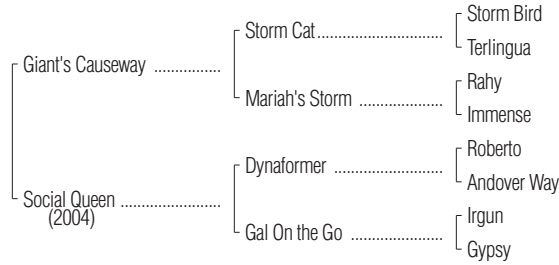 Storm Bird
Storm Cat
Terlingua
Giant's Causeway
Rahy
Mariah's Storm
Immense
Roberto
Dynaformer
Andover Way
Social Queen
(2004)
Irgun
Gal On the Go
Gypsy